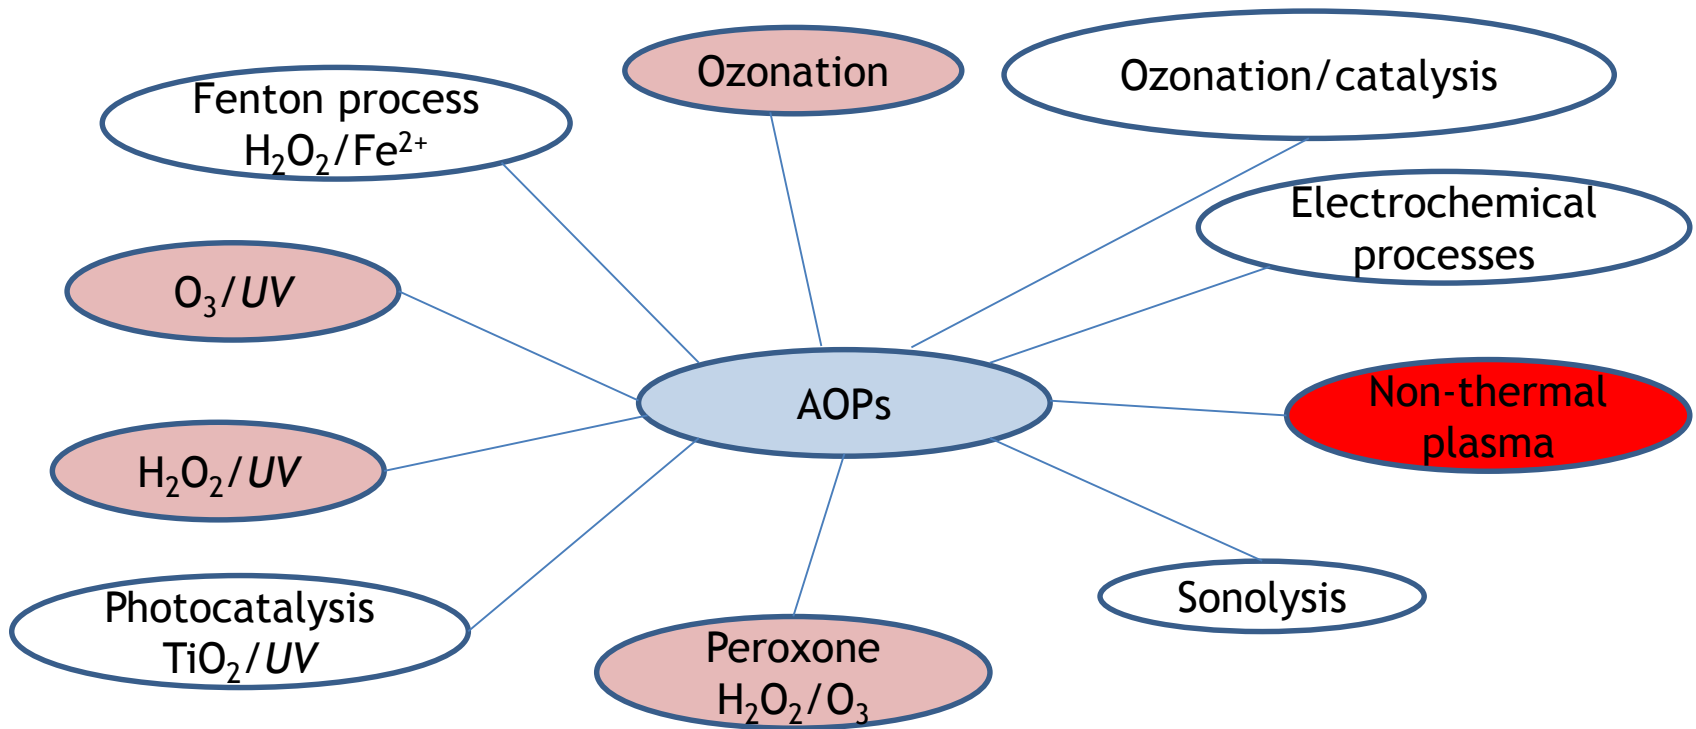 Ozonation
Ozonation/catalysis
Fenton process
H₂O₂/Fe²⁺
Electrochemical
processes
O₃/UV
AOPs
Non-thermal
plasma
H₂O₂/UV
Photocatalysis
TiO₂/UV
Sonolysis
Peroxone
H₂O₂/O₃